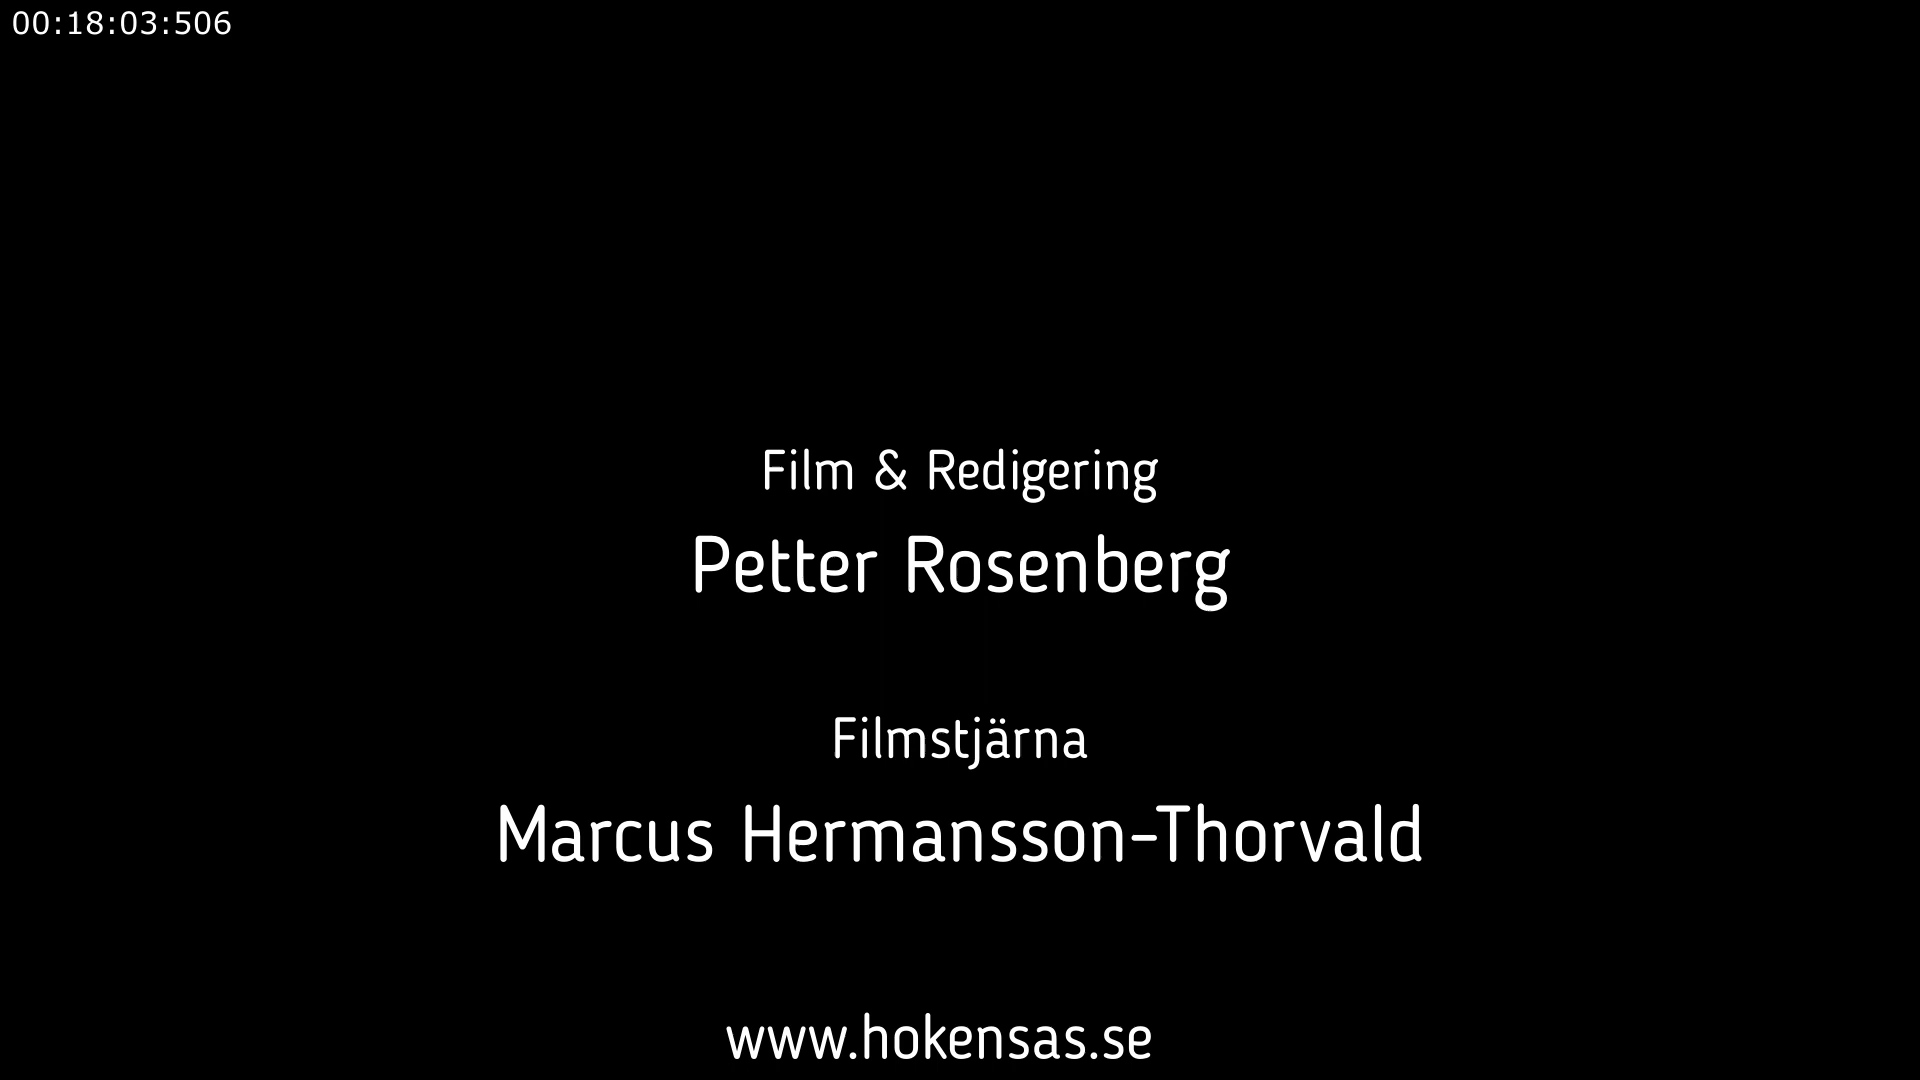 00:18:03:506
Film & Redigering
Petter Rosenberg
Filmstjärna
Marcus Hermansson-Thorvald
www.hokensas.se